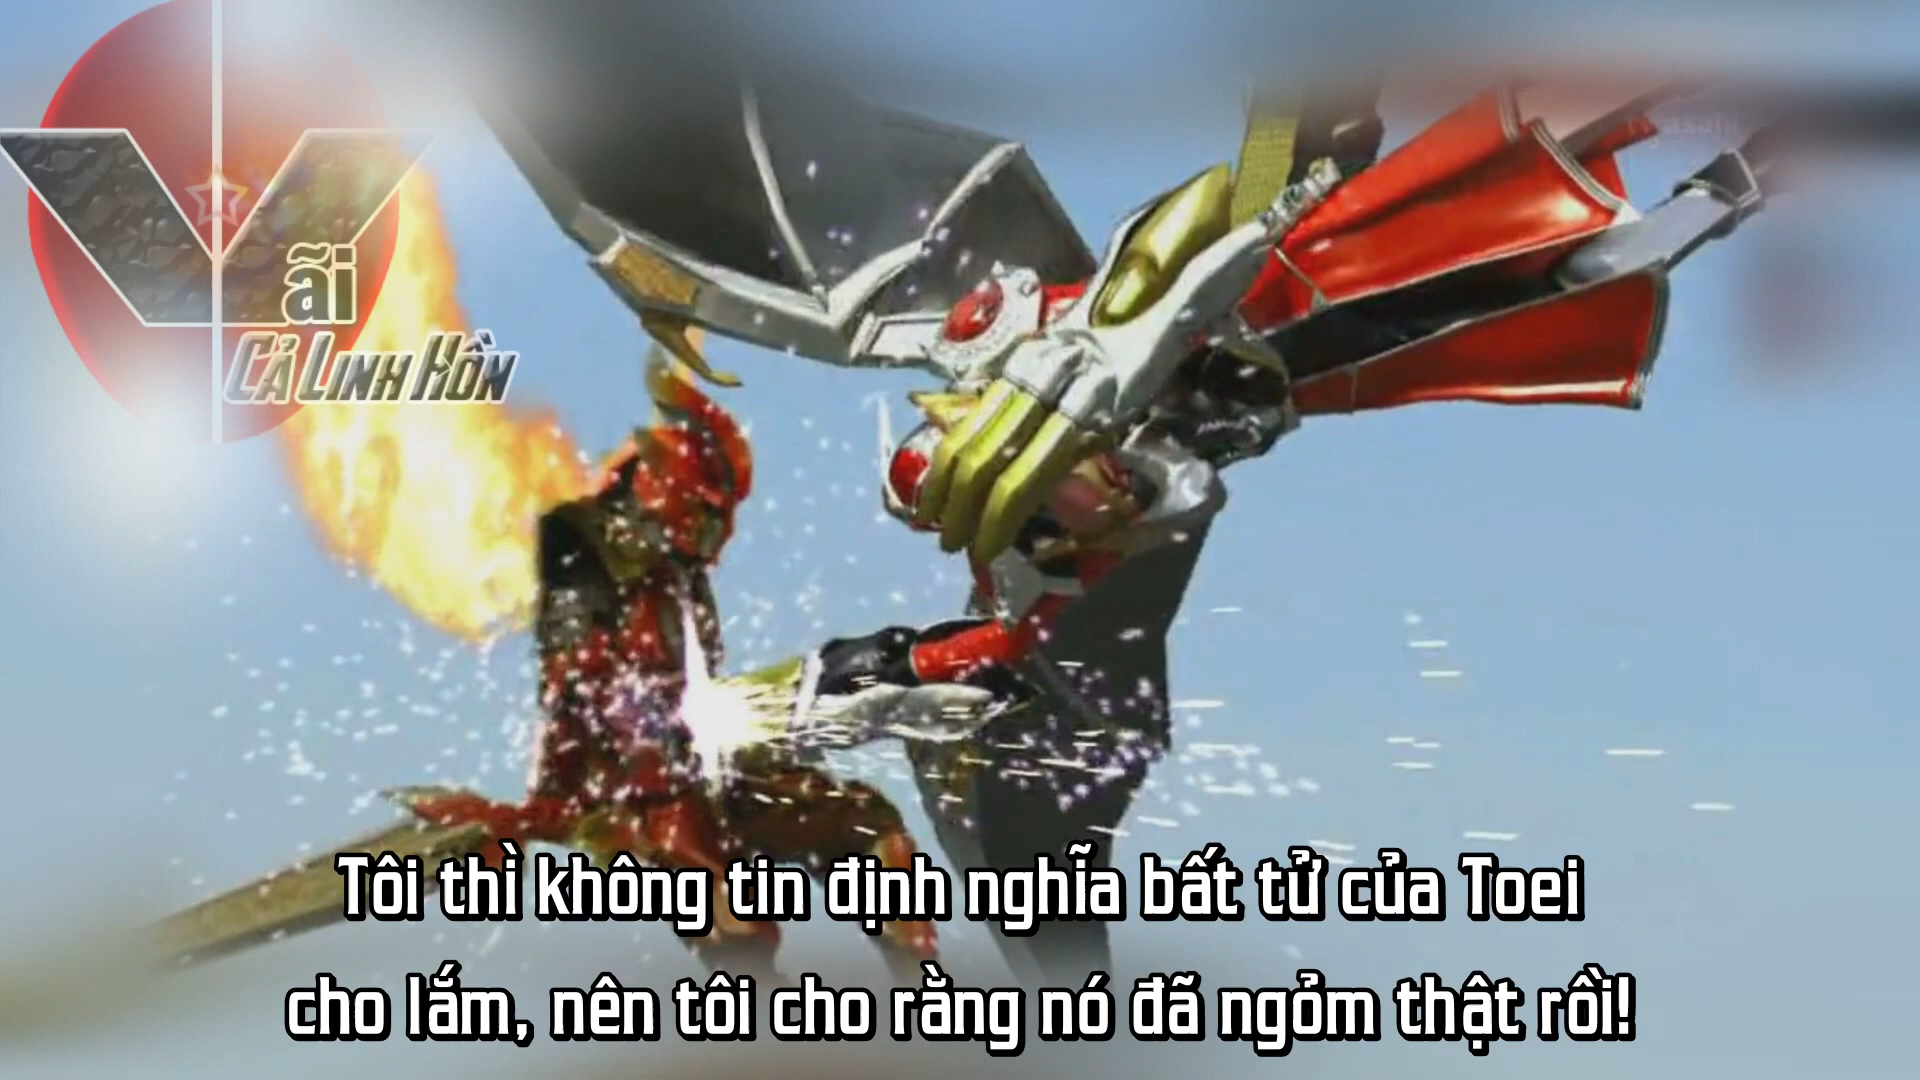 Vãi
CẢ LINH HỒN
Tôi thì không tin định nghĩa bất tử của Toei
cho lắm, nên tôi cho rằng nó đã ngỏm thật rồi!